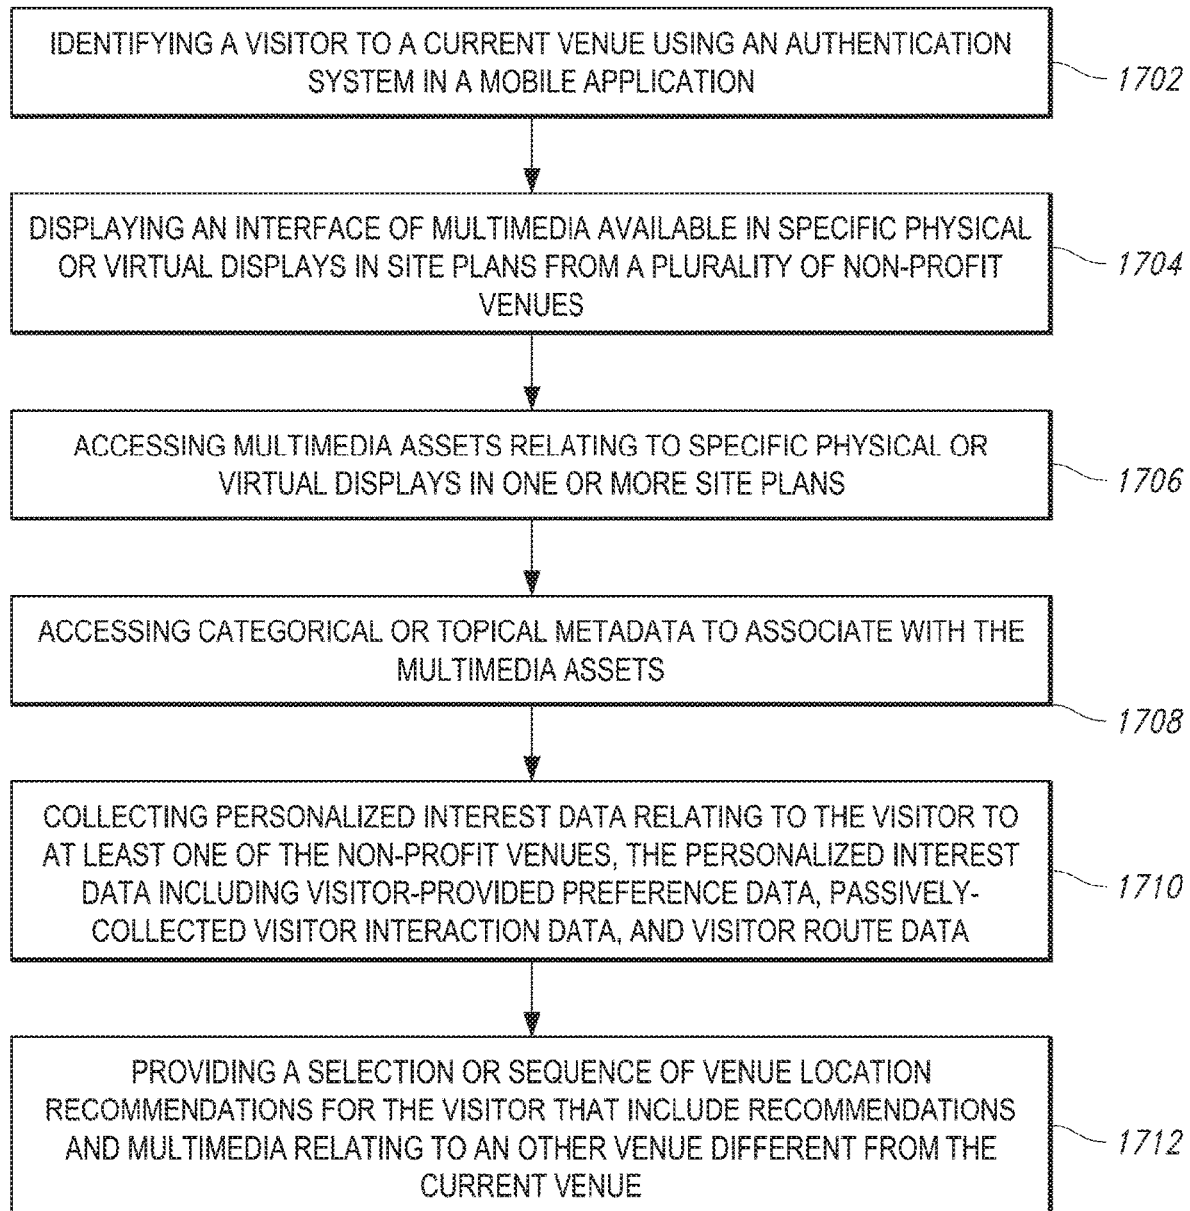 IDENTIFYING A VISITOR TO A CURRENT VENUE USING AN AUTHENTICATION
SYSTEM IN A MOBILE APPLICATION
1702
DISPLAYING AN INTERFACE OF MULTIMEDIA AVAILABLE IN SPECIFIC PHYSICAL
OR VIRTUAL DISPLAYS IN SITE PLANS FROM A PLURALITY OF NON-PROFIT
VENUES
1704
ACCESSING MULTIMEDIA ASSETS RELATING TO SPECIFIC PHYSICAL OR
VIRTUAL DISPLAYS IN ONE OR MORE SITE PLANS
1706
ACCESSING CATEGORICAL OR TOPICAL METADATA TO ASSOCIATE WITH THE
MULTIMEDIA ASSETS
1708
COLLECTING PERSONALIZED INTEREST DATA RELATING TO THE VISITOR TO
AT LEAST ONE OF THE NON-PROFIT VENUES, THE PERSONALIZED INTEREST
DATA INCLUDING VISITOR-PROVIDED PREFERENCE DATA, PASSIVELY-
COLLECTED VISITOR INTERACTION DATA, AND VISITOR ROUTE DATA
1710
PROVIDING A SELECTION OR SEQUENCE OF VENUE LOCATION
RECOMMENDATIONS FOR THE VISITOR THAT INCLUDE RECOMMENDATIONS
AND MULTIMEDIA RELATING TO AN OTHER VENUE DIFFERENT FROM THE
CURRENT VENUE
1712